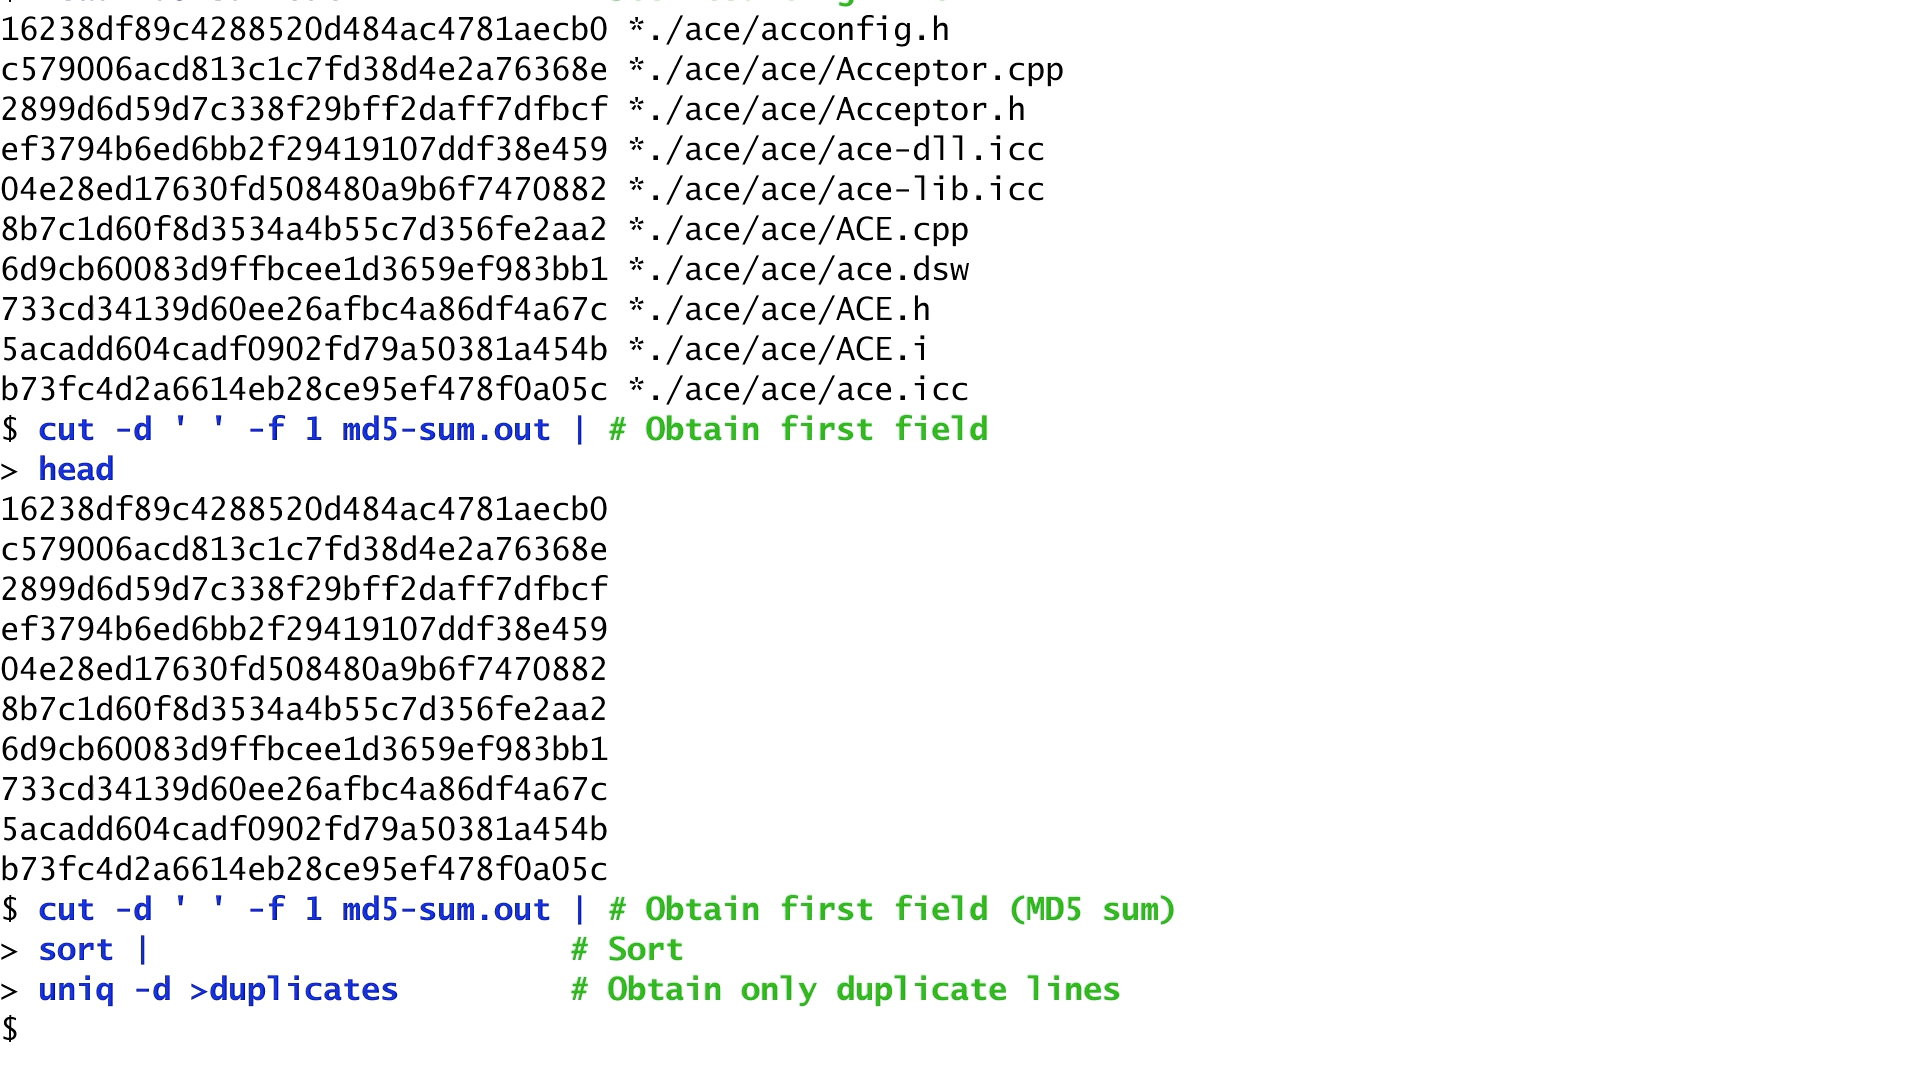 16238df89c4288520d484ac4781aecb0 *./ace/acconfig.h
c579006acd813c1c7fd38d4e2a76368e *./ace/ace/Acceptor.cpp
2899d6d59d7c338f29bff2daff7dfbcf *./ace/ace/Acceptor.h
ef3794b6ed6bb2f29419107ddf38e459 *./ace/ace/ace-dll.icc
04e28ed17630fd508480a9b6f7470882 *./ace/ace/ace-lib.icc
8b7c1d60f8d3534a4b55c7d356fe2aa2 *./ace/ace/ACE.cpp
6d9cb60083d9ffbcee1d3659ef983bb1 *./ace/ace/ace.dsw
733cd34139d60ee26afbc4a86df4a67c *./ace/ace/ACE.h
5acadd604cadf0902fd79a50381a454b *./ace/ace/ACE.i
b73fc4d2a6614eb28ce95ef478f0a05c *./ace/ace/ace.icc
$ cut -d ' ' -f 1 md5-sum.out | # Obtain first field
> head
16238df89c4288520d484ac4781aecb0
c579006acd813c1c7fd38d4e2a76368e
2899d6d59d7c338f29bff2daff7dfbcf
ef3794b6ed6bb2f29419107ddf38e459
04e28ed17630fd508480a9b6f7470882
8b7c1d60f8d3534a4b55c7d356fe2aa2
6d9cb60083d9ffbcee1d3659ef983bb1
733cd34139d60ee26afbc4a86df4a67c
5acadd604cadf0902fd79a50381a454b
b73fc4d2a6614eb28ce95ef478f0a05c
$ cut -d ' ' -f 1 md5-sum.out | # Obtain first field (MD5 sum)
> sort | # Sort
> uniq -d >duplicates # Obtain only duplicate lines
$